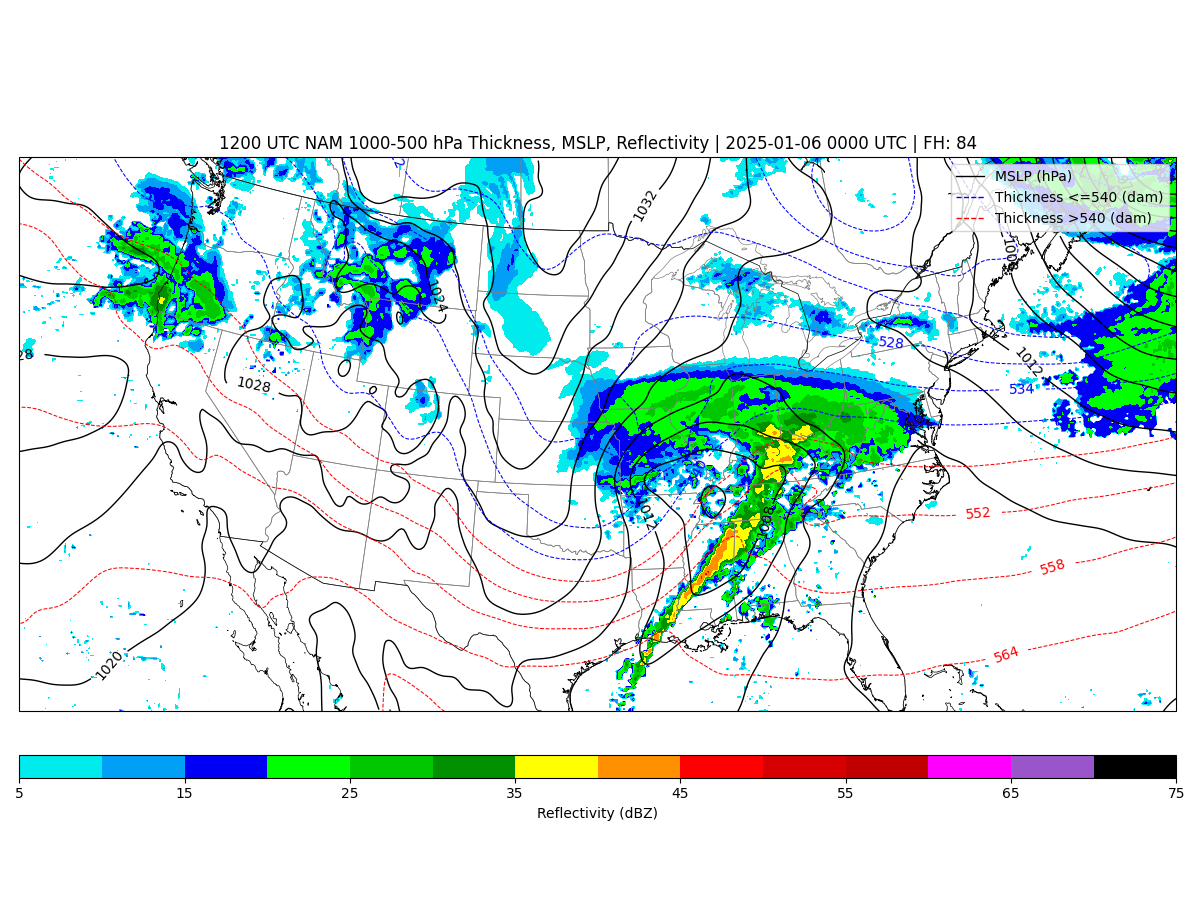 1200 UTC NAM 1000-500 hPa Thickness, MSLP, Reflectivity | 2025-01-06 0000 UTC | FH: 84
MSLP (hPa)
Thickness <=540 (dam)
Thickness >540 (dam)
1032
1024
528
28
1028
1012
534
1012
1008
552
558
564
1020
5 15 25 35 45 55 65 75
Reflectivity (dBZ)